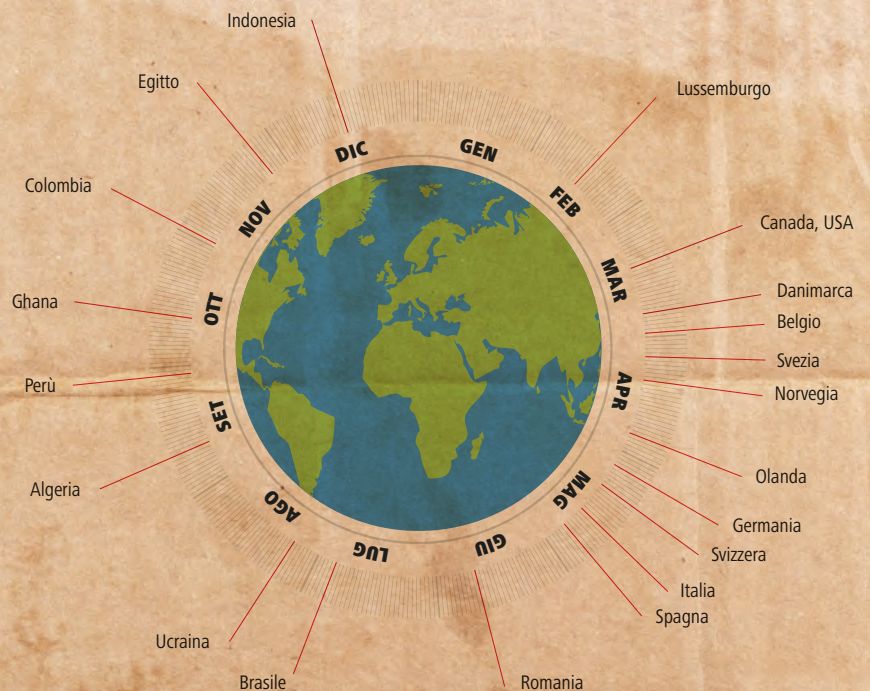 Indonesia
Egitto
Lussemburgo
Colombia
Canada, USA
Danimarca
Ghana
Belgio
Svezia
Perù
Norvegia
Olanda
Algeria
Germania
Svizzera
Italia
Spagna
Ucraina
Brasile
Romania
GEN
FEB
MAR
APR
MAG
GIU
LUG
AGO
SET
OTT
NOV
DIC